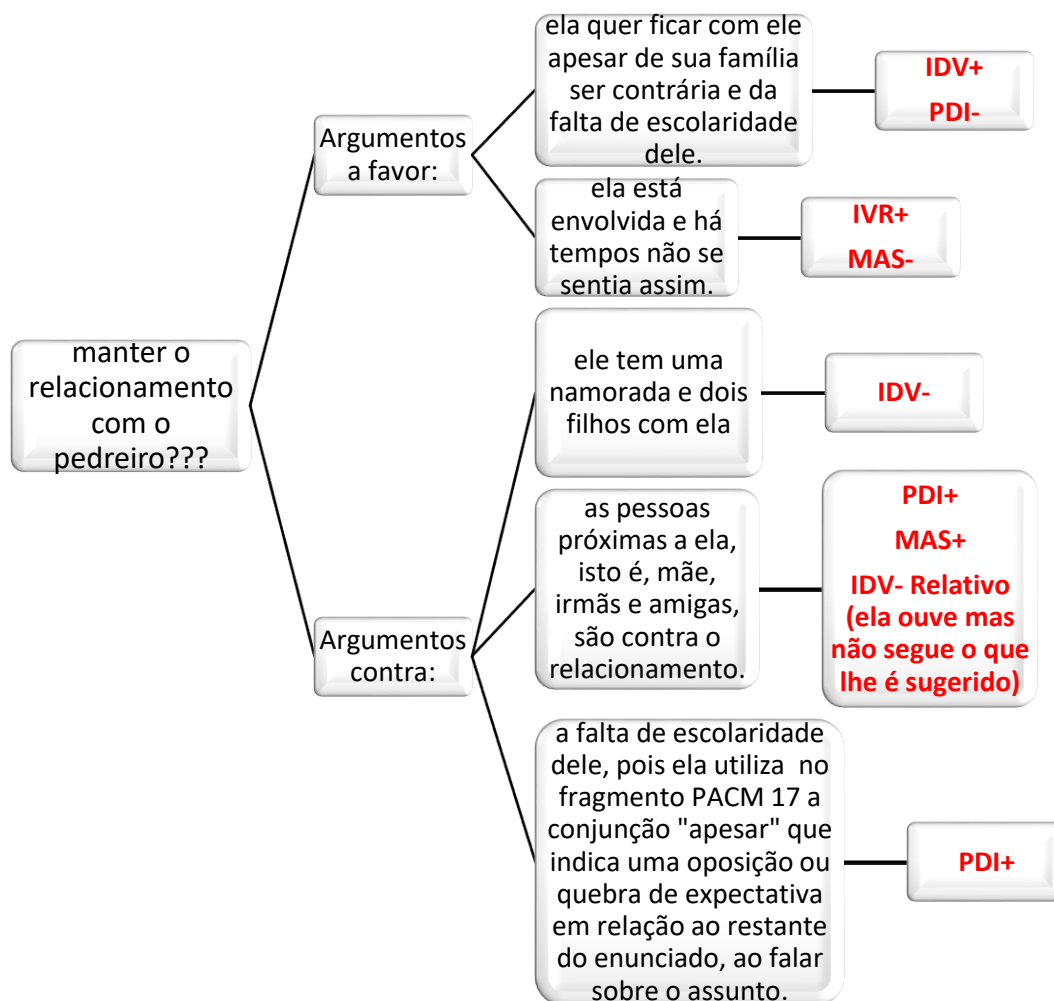 manter o
relacionamento
com o
pedreiro???
Argumentos
a favor:
ela quer ficar com ele
apesar de sua família
ser contrária e da
falta de escolaridade
dele.
IDV+
PDI-
ela está
envolvida e há
tempos não se
sentia assim.
IVR+
MAS-
Argumentos
contra:
ele tem uma
namorada e dois
filhos com ela
IDV-
as pessoas
próximas a ela,
isto é, mãe,
irmãs e amigas,
são contra o
relacionamento.
PDI+
MAS+
IDV- Relativo
(ela ouve mas
não segue o que
lhe é sugerido)
a falta de escolaridade
dele, pois ela utiliza no
fragmento PACM 17 a
conjunção "apesar" que
indica uma oposição ou
quebra de expectativa
em relação ao restante
do enunciado, ao falar
sobre o assunto.
PDI+